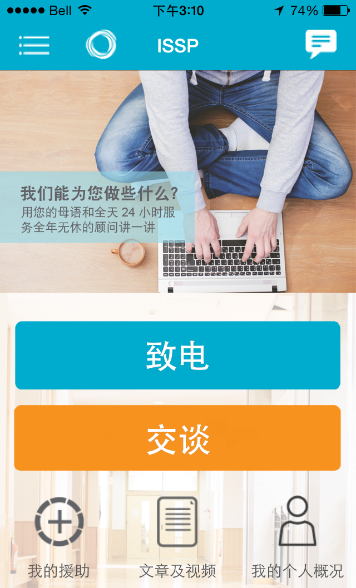 Bell 下午3:10 74%
ISSP
我们能为您做些什么?
用您的母语和全天 24 小时服
务全年无休的顾问讲一讲
致电
交谈
我的援助 文章及视频 我的个人概况